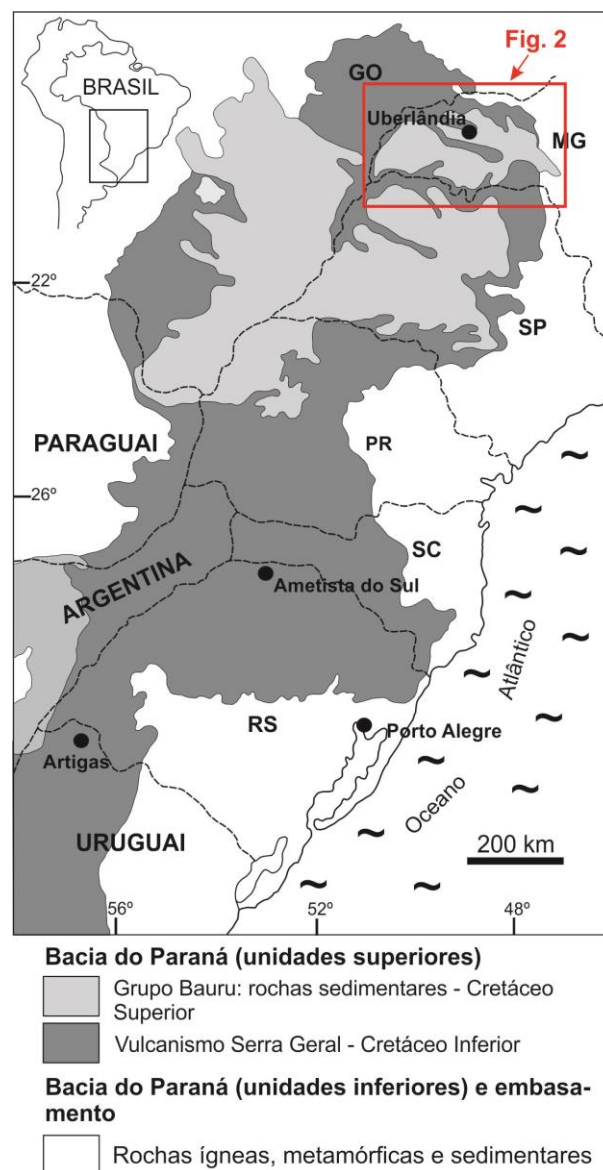 Fig. 2
BRASIL
GO
Uberlândia
MG
22º
SP
PARAGUAI
PR
26º
SC
ARGENTINA
Ametista do Sul
Atlântico
RS
Porto Alegre
Artigas
Oceano
URUGUAI
200 km
56º
52º
48º
Bacia do Paraná (unidades superiores)
Grupo Bauru: rochas sedimentares - Cretáceo
Superior
Vulcanismo Serra Geral - Cretáceo Inferior
Bacia do Paraná (unidades inferiores) e embasa-
mento
Rochas ígneas, metamórficas e sedimentares